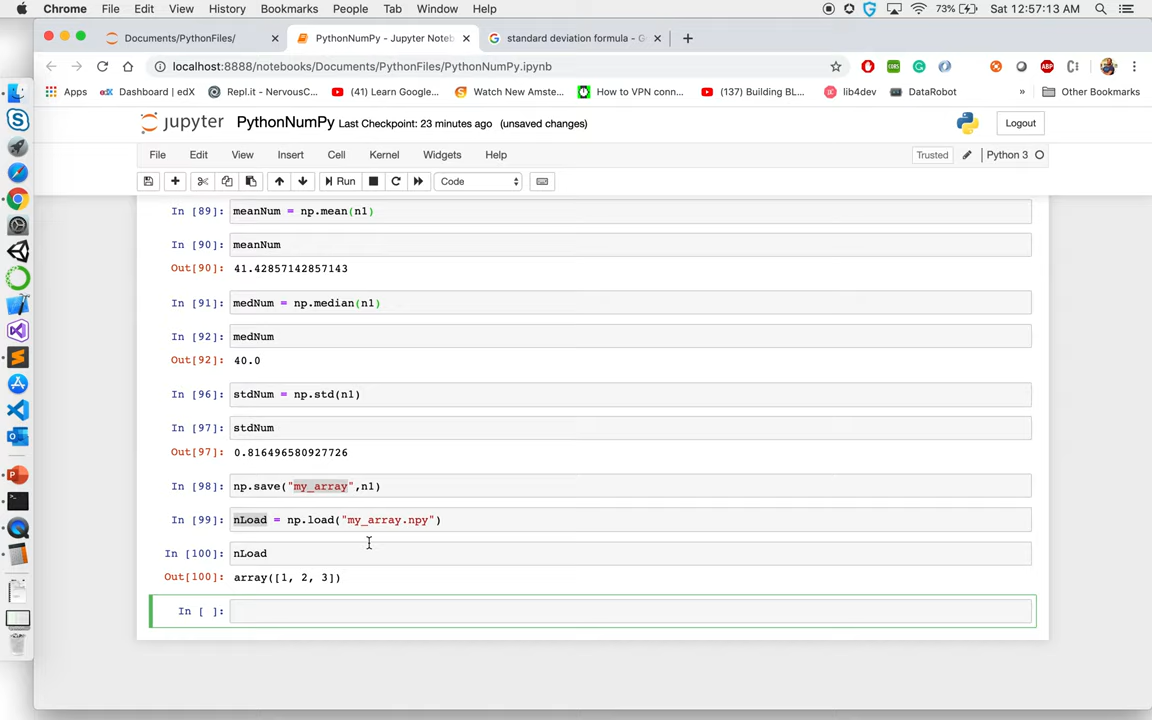 Chrome File Edit View History Bookmarks People Tab Window Help 73% Sat 12:57:13 AM
Documents/PythonFiles/ PythonNumPy - Jupyter Noteb standard deviation formula - G
localhost:8888/notebooks/Documents/PythonFiles/PythonNumPy.ipynb
Apps Dashboard | edX Repl.it - NervousC... (41) Learn Google... Watch New Amste... How to VPN conn... (137) Building BL... lib4dev DataRobot » Other Bookmarks
jupyter PythonNumPy Last Checkpoint: 23 minutes ago (unsaved changes) Logout
File Edit View Insert Cell Kernel Widgets Help Trusted Python 3
Run Code
In [89]: meanNum = np.mean(n1)
In [90]: meanNum
Out[90]: 41.42857142857143
In [91]: medNum = np.median(n1)
In [92]: medNum
Out[92]: 40.0
In [96]: stdNum = np.std(n1)
In [97]: stdNum
Out[97]: 0.816496580927726
In [98]: np.save("my_array",n1)
In [99]: nLoad = np.load("my_array.npy")
In [100]: nLoad
Out[100]: array([1, 2, 3])
In [ ]: